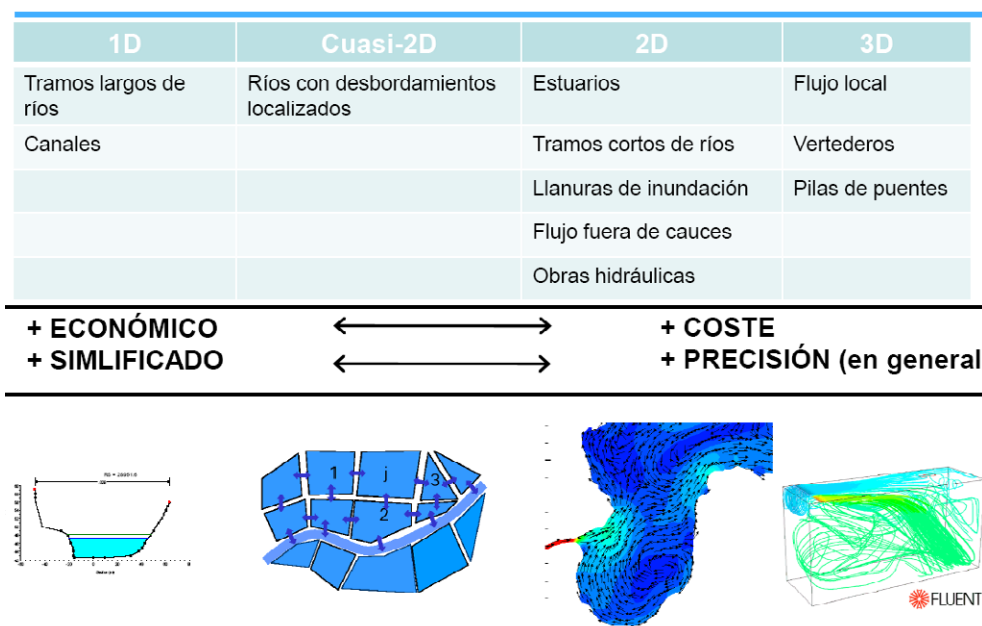 1D Cuasi-2D 2D 3D
Tramos largos de ríos
Ríos con desbordamientos localizados
Estuarios
Flujo local
Canales
Tramos cortos de ríos
Vertederos
Llanuras de inundación
Pilas de puentes
Flujo fuera de cauces
Obras hidráulicas
+ ECONÓMICO
+ COSTE
+ SIMLIFICADO
+ PRECISIÓN (en general
1
j
3
2
FLUENT